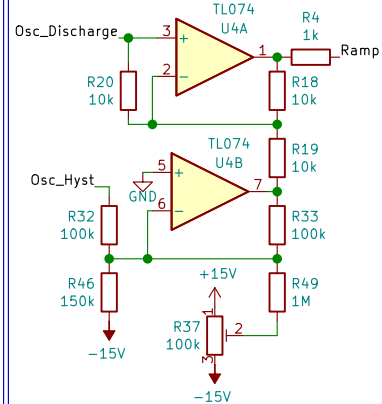 TL074
U4A
Osc_Discharge
3
+
1
R4
1k
Ramp
2
−
R20
10k
R18
10k
TL074
U4B
R19
10k
Osc_Hyst
5
+
GND
7
6
−
R32
100k
R33
100k
R46
150k
+15V
R49
1M
1
R37
100k
2
3
−15V
−15V